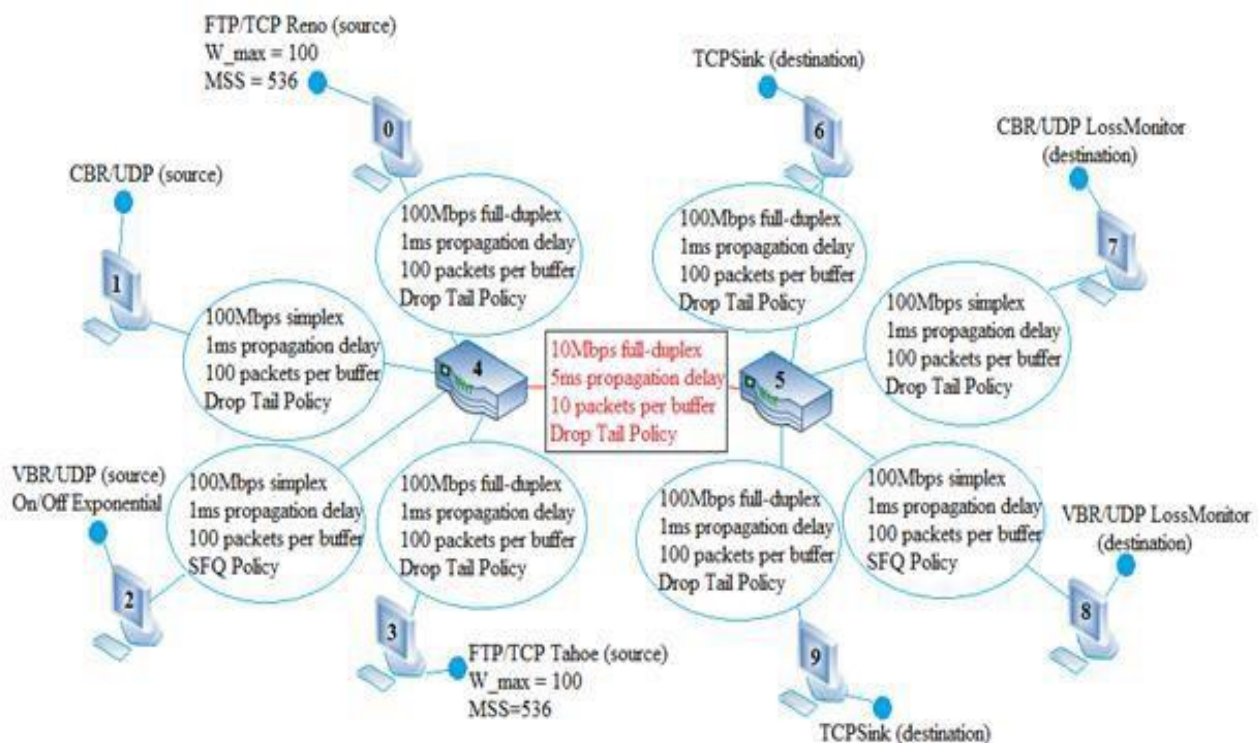 FTP/TCP Reno (source)
W_max = 100
MSS = 536
0
TCPSink (destination)
6
CBR/UDP LossMonitor
(destination)
7
CBR/UDP (source)
1
100Mbps full-duplex
1ms propagation delay
100 packets per buffer
Drop Tail Policy
100Mbps full-duplex
1ms propagation delay
100 packets per buffer
Drop Tail Policy
100Mbps simplex
1ms propagation delay
100 packets per buffer
Drop Tail Policy
4
10Mbps full-duplex
5ms propagation delay
10 packets per buffer
Drop Tail Policy
5
100Mbps simplex
1ms propagation delay
100 packets per buffer
Drop Tail Policy
VBR/UDP (source)
On/Off Exponential
2
100Mbps simplex
1ms propagation delay
100 packets per buffer
SFQ Policy
100Mbps full-duplex
1ms propagation delay
100 packets per buffer
Drop Tail Policy
100Mbps full-duplex
1ms propagation delay
100 packets per buffer
Drop Tail Policy
100Mbps simplex
1ms propagation delay
100 packets per buffer
SFQ Policy
VBR/UDP LossMonitor
(destination)
8
3
FTP/TCP Tahoe (source)
W_max = 100
MSS=536
9
TCPSink (destination)